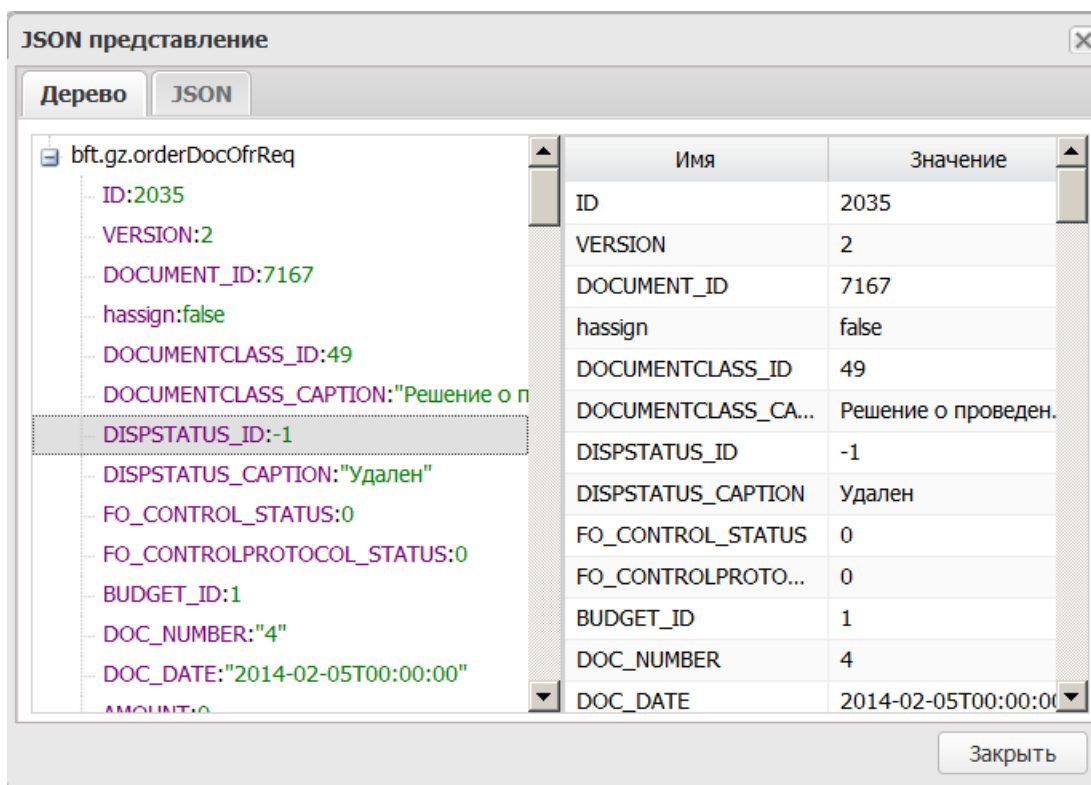 JSON представление
Дерево JSON
bft.gz.orderDocOfrReq
ID:2035
VERSION:2
DOCUMENT_ID:7167
hassign:false
DOCUMENTCLASS_ID:49
DOCUMENTCLASS_CAPTION:"Решение о п
DISPSTATUS_ID:-1
DISPSTATUS_CAPTION:"Удален"
FO_CONTROL_STATUS:0
FO_CONTROLPROTOCOL_STATUS:0
BUDGET_ID:1
DOC_NUMBER:"4"
DOC_DATE:"2014-02-05T00:00:00"
AMOUNT:0
Имя Значение
ID 2035
VERSION 2
DOCUMENT_ID 7167
hassign false
DOCUMENTCLASS_ID 49
DOCUMENTCLASS_CA... Решение о проведен.
DISPSTATUS_ID -1
DISPSTATUS_CAPTION Удален
FO_CONTROL_STATUS 0
FO_CONTROLPROTO... 0
BUDGET_ID 1
DOC_NUMBER 4
DOC_DATE 2014-02-05T00:00:00
Закрыть